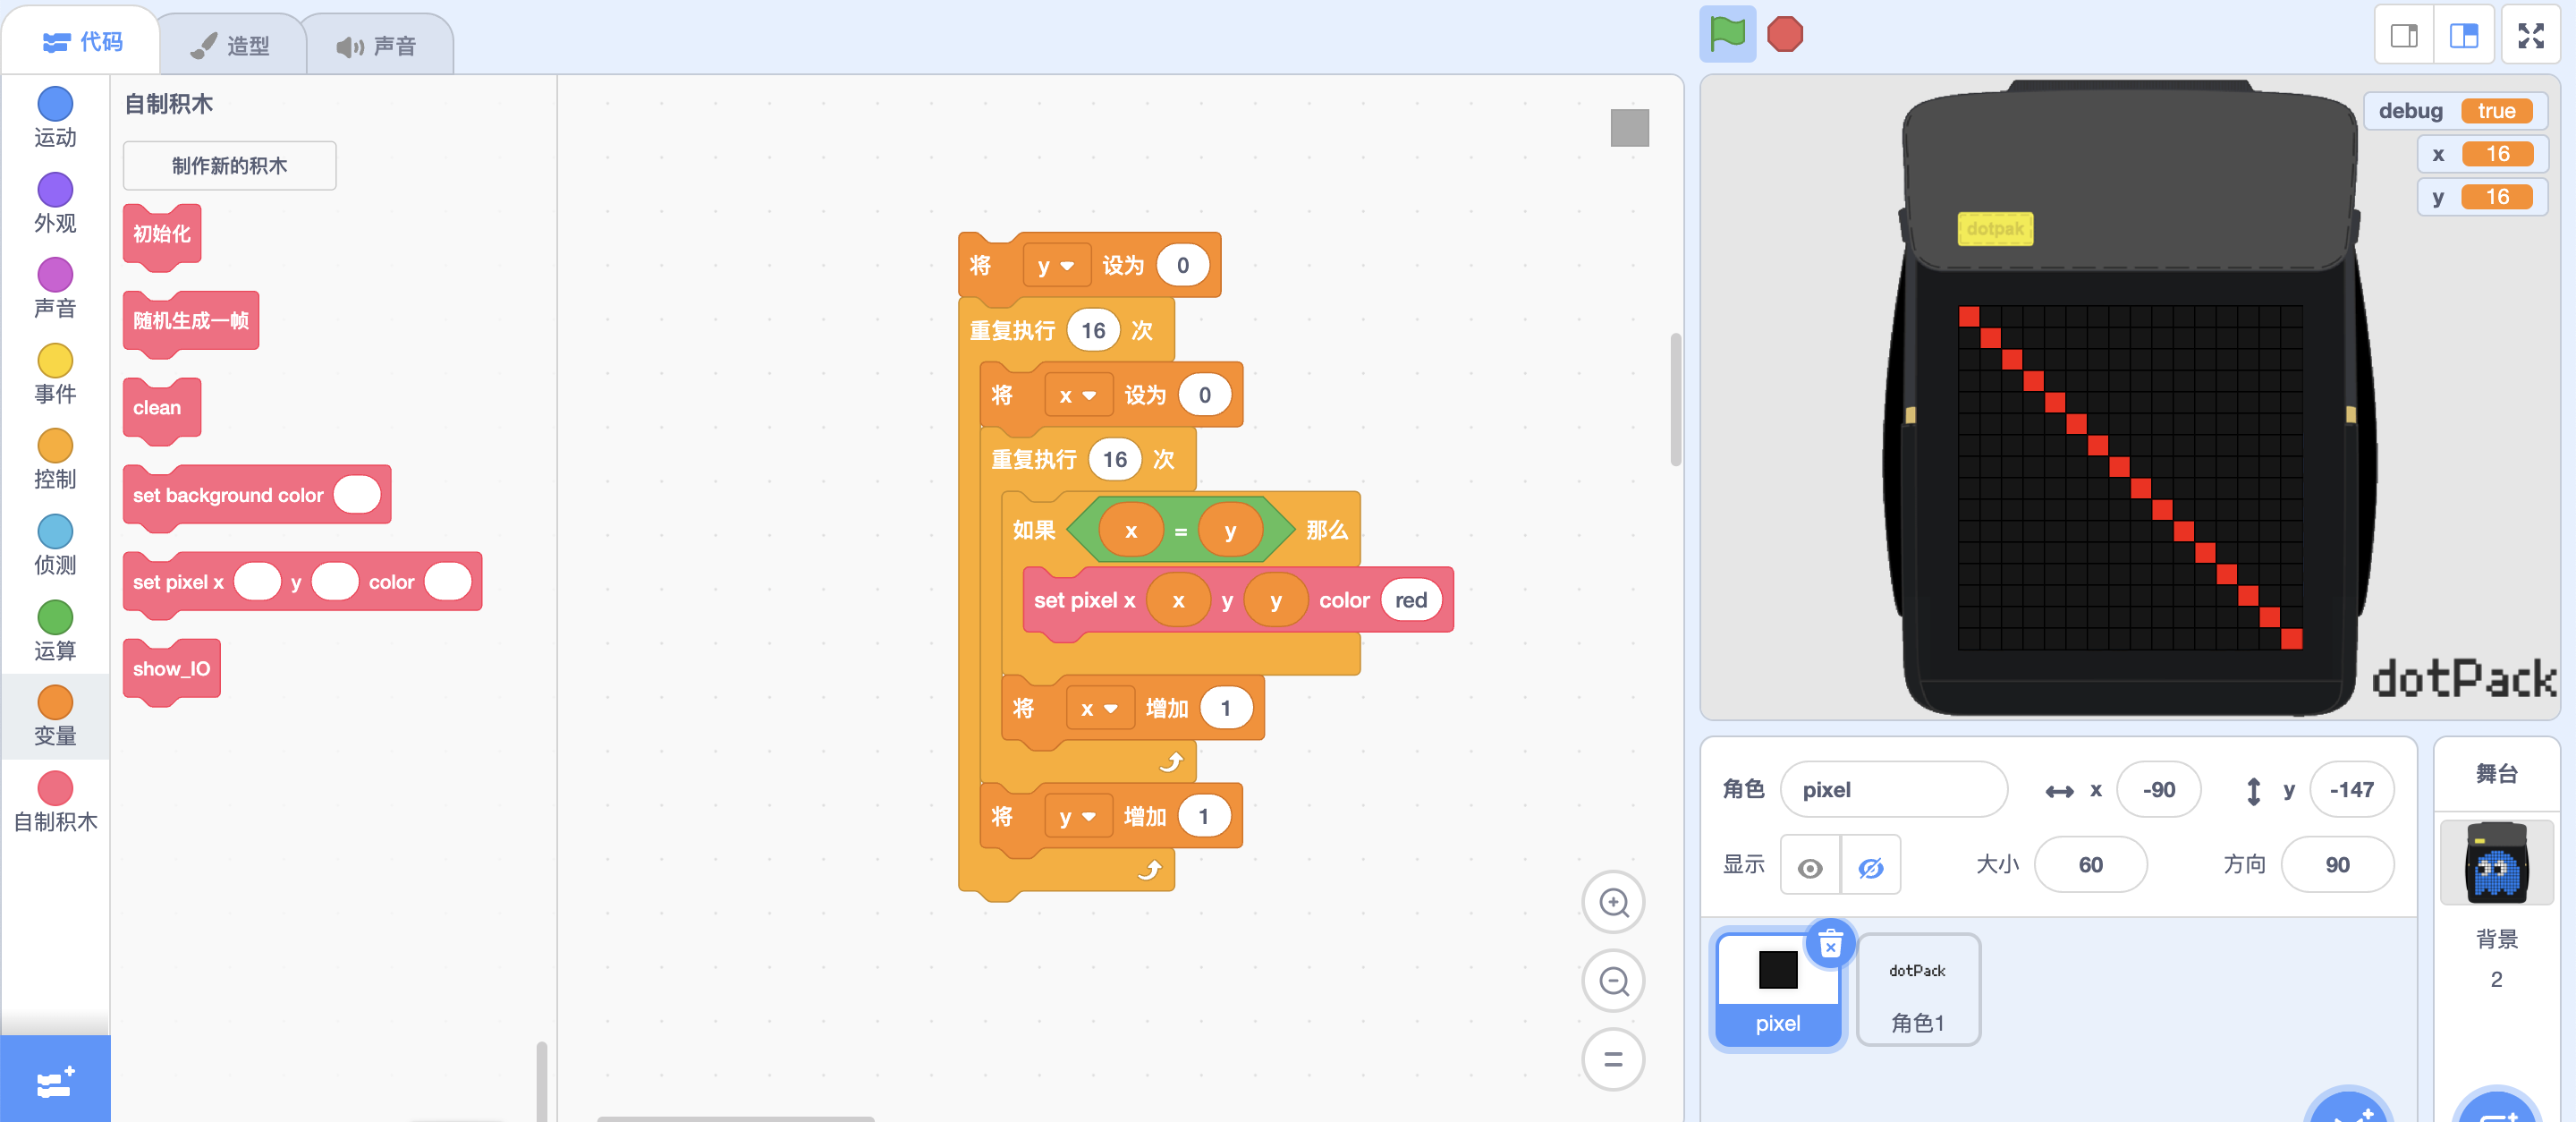 代码
造型
声音
运动
外观
声音
事件
控制
侦测
运算
变量
自制积木
自制积木
制作新的积木
初始化
随机生成一帧
clean
set background color
set pixel x y color
show_IO
将 y 设为 0
重复执行 16 次
将 x 设为 0
重复执行 16 次
如果 x = y 那么
set pixel x x y y color red
将 x 增加 1
将 y 增加 1
debug true
x 16
y 16
dotpak
dotPack
角色 pixel x -90 y -147
显示 大小 60 方向 90
pixel
dotPack
角色1
舞台
背景
2